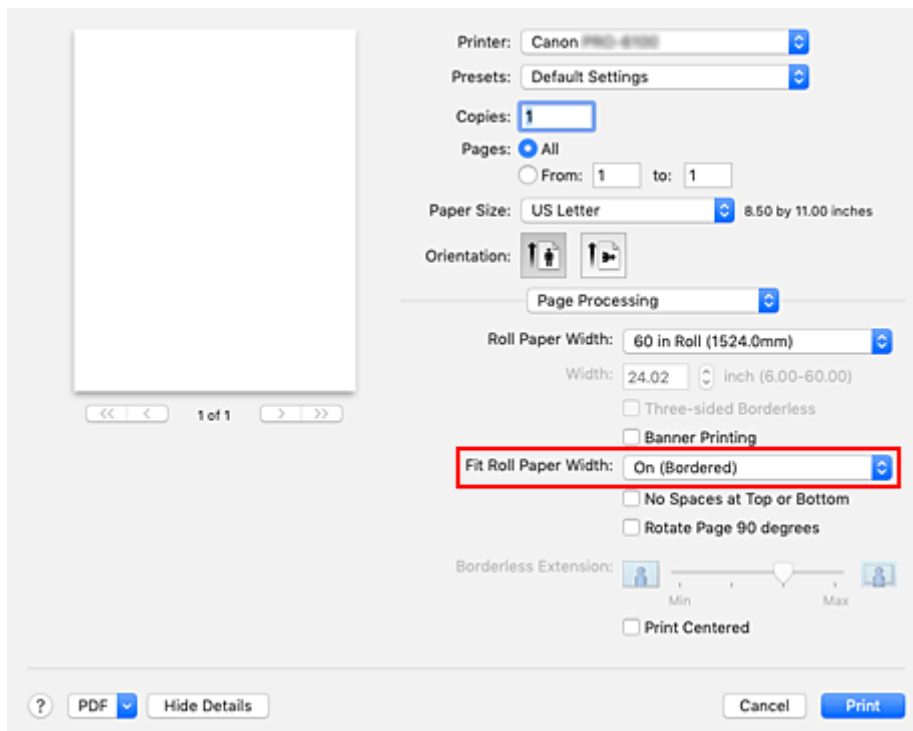 Printer: Canon
Presets: Default Settings
Copies: 1
Pages: All
From: 1 to: 1
Paper Size: US Letter 8.50 by 11.00 inches
Orientation:
Page Processing
Roll Paper Width: 60 in Roll (1524.0mm)
Width: 24.02 inch (6.00-60.00)
Three-sided Borderless
Banner Printing
Fit Roll Paper Width: On (Bordered)
No Spaces at Top or Bottom
Rotate Page 90 degrees
Borderless Extension:
Min Max
Print Centered
<< < 1 of 1 > >>
? PDF Hide Details Cancel Print